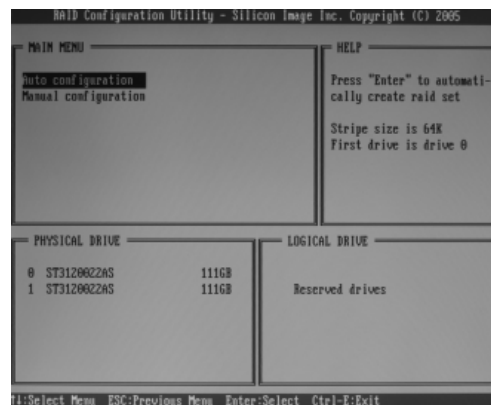 RAID Configuration Utility - Silicon Image Inc. Copyright (C) 2005
MAIN MENU
Auto configuration
Manual configuration
HELP
Press "Enter" to automati-
cally create raid set
Stripe size is 64K
First drive is drive 0
PHYSICAL DRIVE
0 ST3120022AS 111GB
1 ST3120022AS 111GB
LOGICAL DRIVE
Reserved drives
↑↓:Select Menu ESC:Previous Menu Enter:Select Ctrl-E:Exit